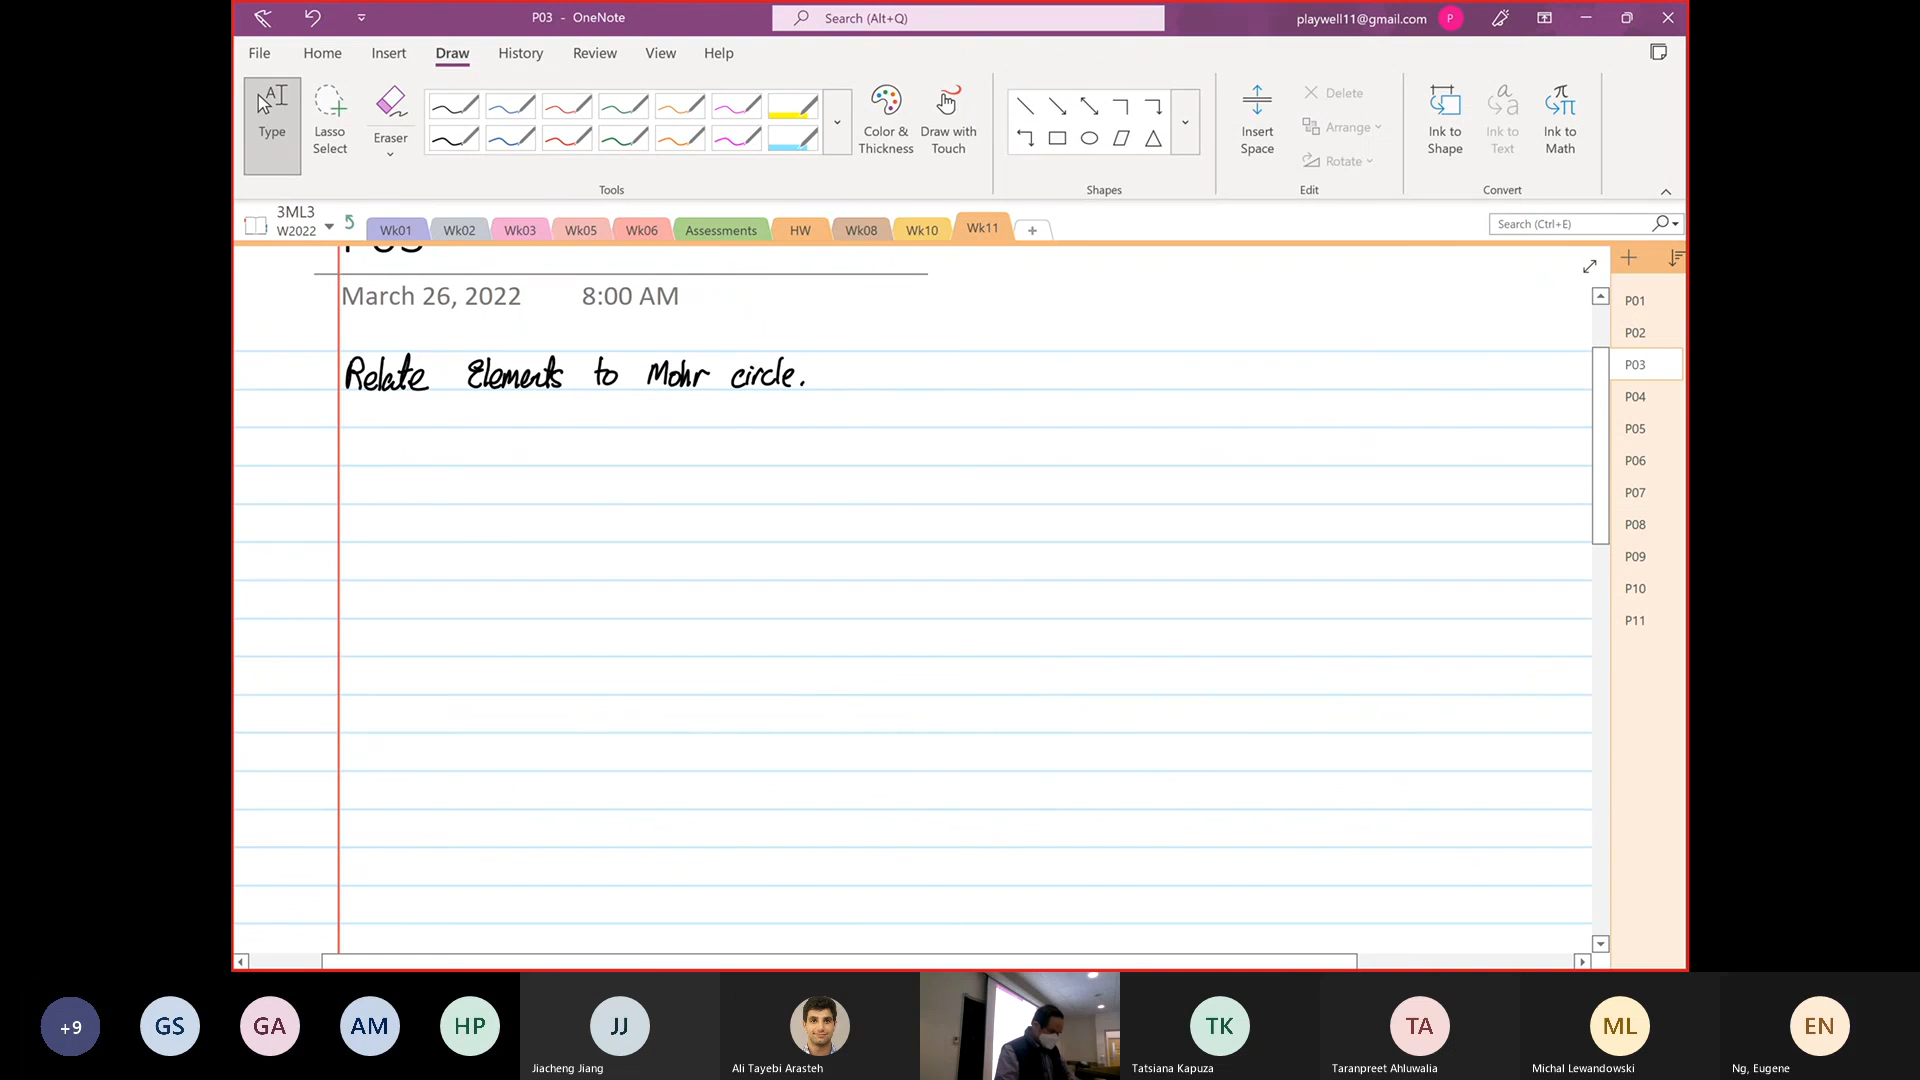 P03 - OneNote
Search (Alt+Q)
playwell11@gmail.com
P
File
Home
Insert
Draw
History
Review
View
Help
Type
Lasso Select
Eraser
Color & Thickness
Draw with Touch
Tools
Shapes
Insert Space
Delete
Arrange
Rotate
Edit
Ink to Shape
Ink to Text
Ink to Math
Convert
3ML3
W2022
Wk01
Wk02
Wk03
Wk05
Wk06
Assessments
HW
Wk08
Wk10
Wk11
Search (Ctrl+E)
P03
March 26, 2022
8:00 AM
Relate Elements to Mohr circle.
P01
P02
P03
P04
P05
P06
P07
P08
P09
P10
P11
+9
GS
GA
AM
HP
JJ
Jiacheng Jiang
Ali Tayebi Arasteh
TK
Tatsiana Kapuza
TA
Taranpreet Ahluwalia
ML
Michal Lewandowski
EN
Ng, Eugene